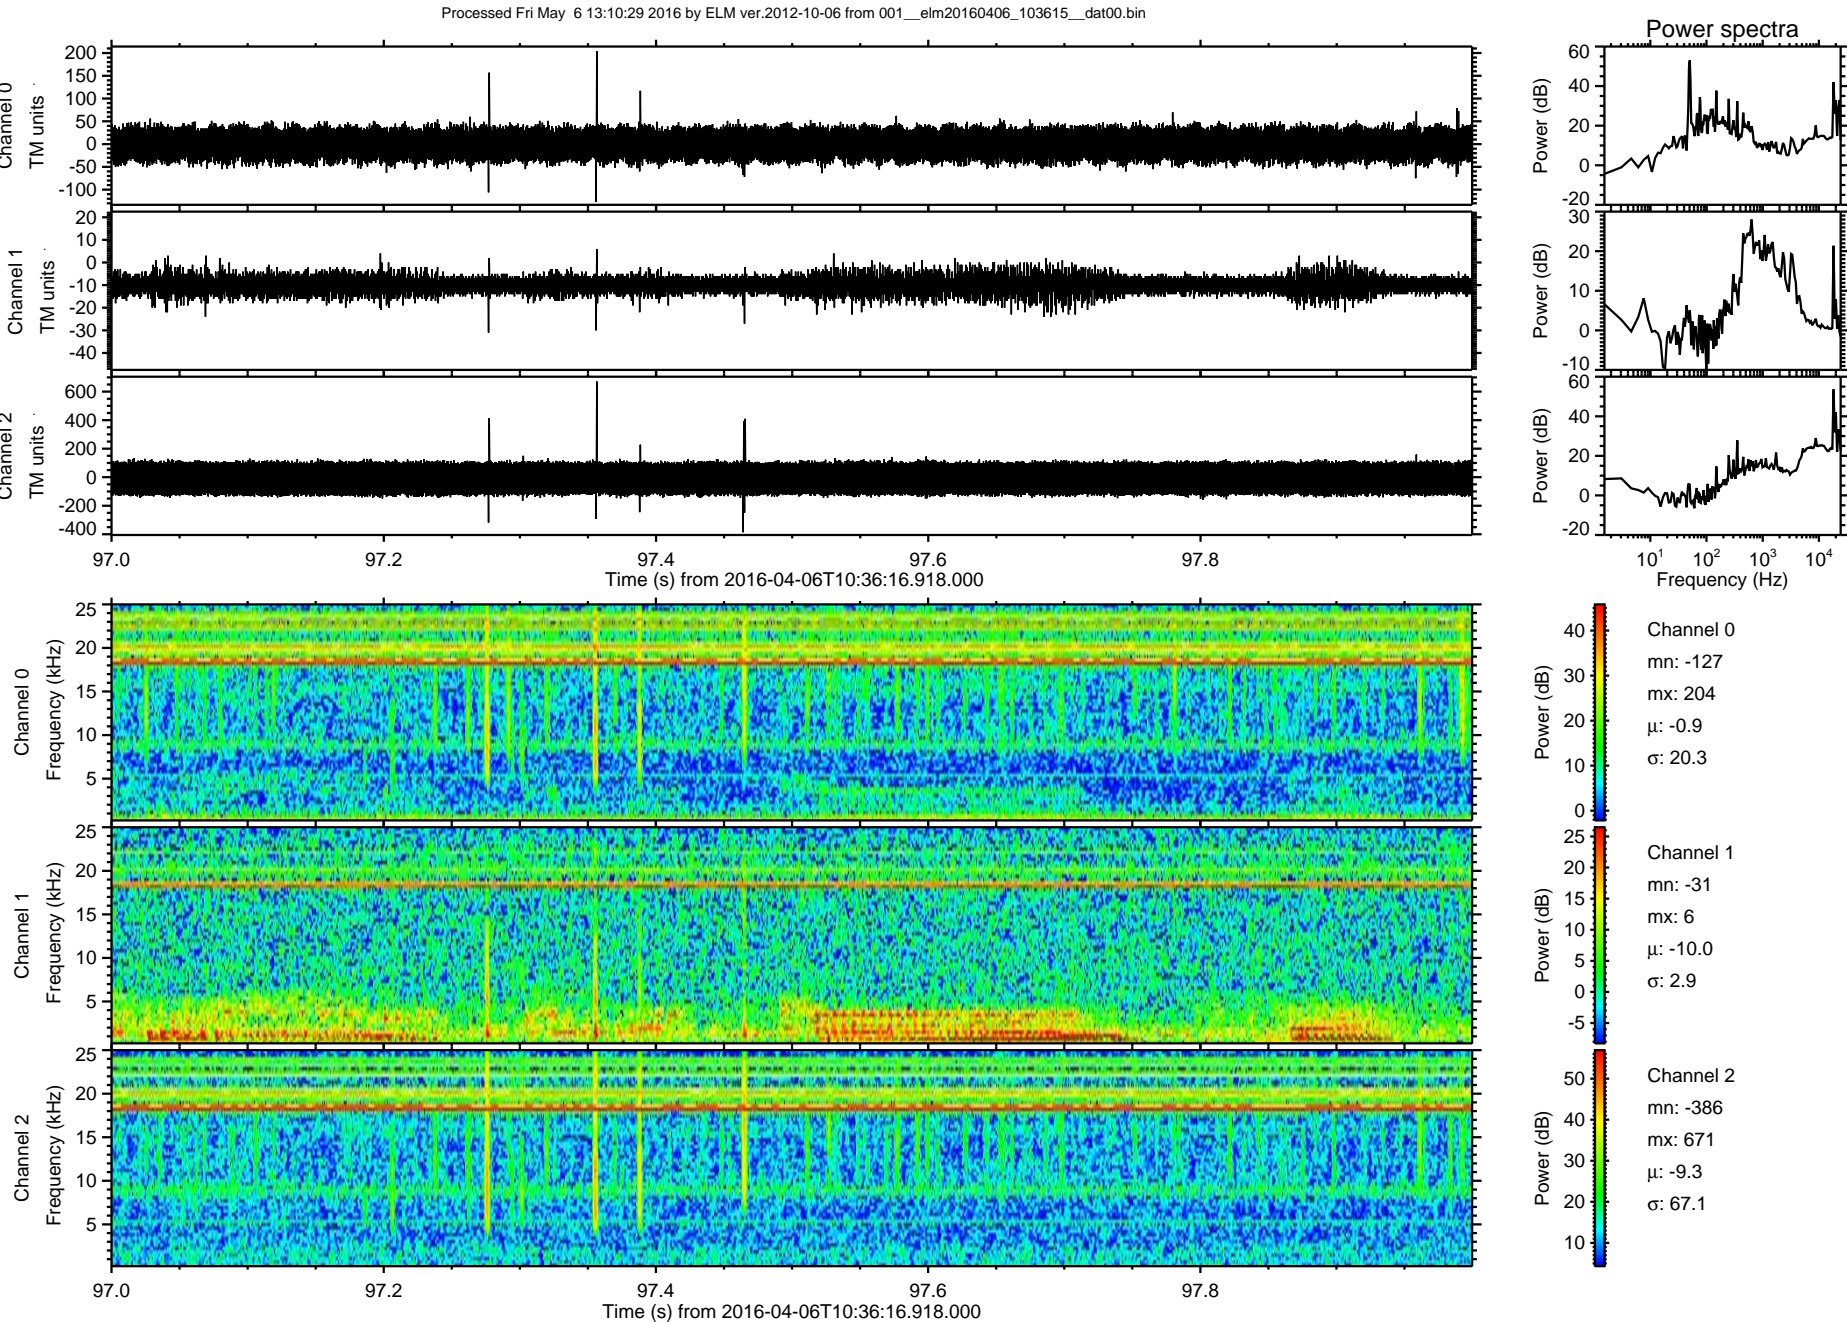 Processed Fri May  6 13:10:29 2016 by ELM ver.2012-10-06 from 001__elm20160406_103615__dat00.bin
Power spectra
Channel 0
TM units
200
150
100
50
0
-50
-100
Power (dB)
60
40
20
0
-20
Channel 1
TM units
20
10
0
-10
-20
-30
-40
Power (dB)
30
20
10
0
-10
Channel 2
TM units
600
400
200
0
-200
-400
Power (dB)
60
40
20
0
-20
97.0 97.2 97.4 97.6 97.8
Time (s) from 2016-04-06T10:36:16.918.000
10^1 10^2 10^3 10^4
Frequency (Hz)
Channel 0
Frequency (kHz)
25
20
15
10
5
Power (dB)
40
30
20
10
0
Channel 0
mn: -127
mx: 204
μ: -0.9
σ: 20.3
Channel 1
Frequency (kHz)
25
20
15
10
5
Power (dB)
25
20
15
10
5
0
-5
Channel 1
mn: -31
mx: 6
μ: -10.0
σ: 2.9
Channel 2
Frequency (kHz)
25
20
15
10
5
Power (dB)
50
40
30
20
10
Channel 2
mn: -386
mx: 671
μ: -9.3
σ: 67.1
97.0 97.2 97.4 97.6 97.8
Time (s) from 2016-04-06T10:36:16.918.000